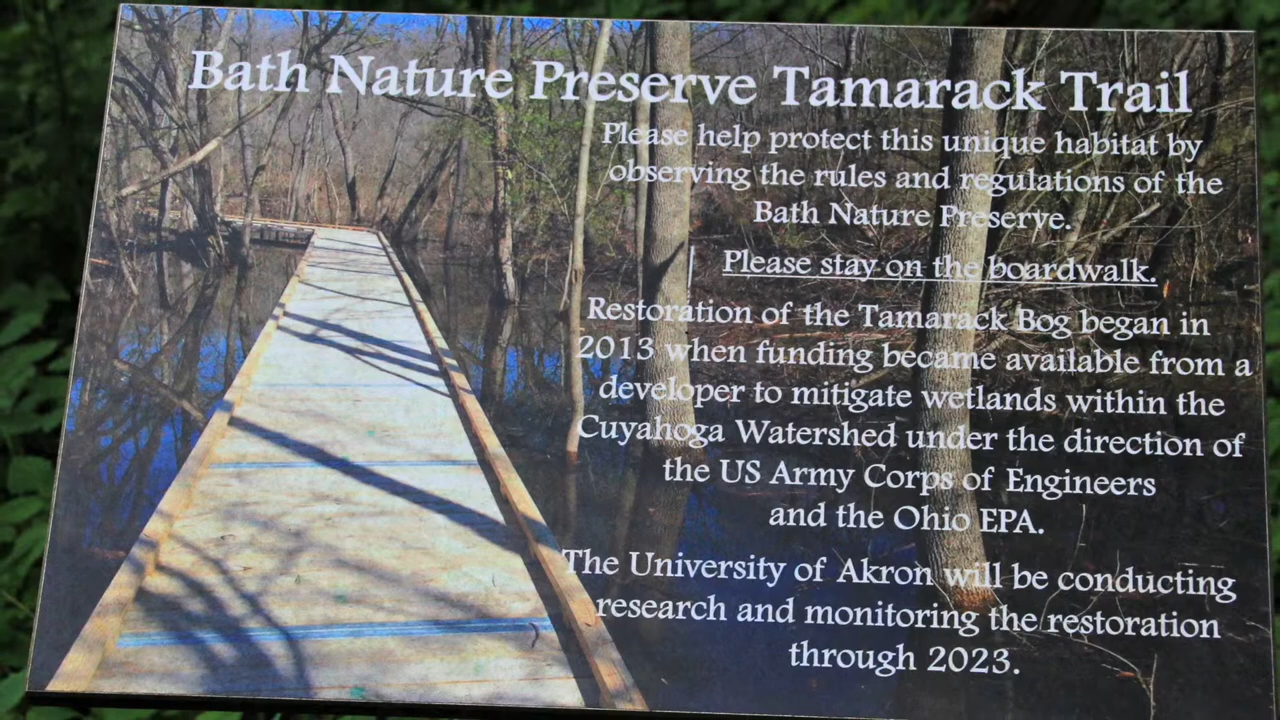 Bath Nature Preserve Tamarack Trail
Please help protect this unique habitat by
observing the rules and regulations of the
Bath Nature Preserve.
Please stay on the boardwalk.
Restoration of the Tamarack Bog began in
2013 when funding became available from a
developer to mitigate wetlands within the
Cuyahoga Watershed under the direction of
the US Army Corps of Engineers
and the Ohio EPA.
The University of Akron will be conducting
research and monitoring the restoration
through 2023.